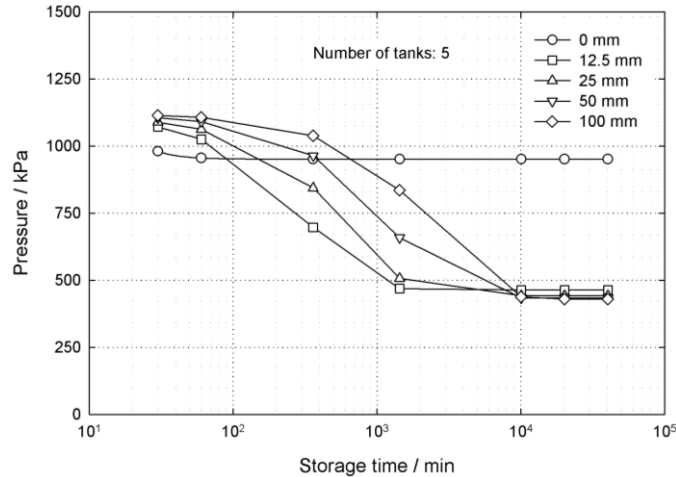 1500
1250
1000
750
500
250
0
Pressure / kPa
Number of tanks: 5
0 mm
12.5 mm
25 mm
50 mm
100 mm
10¹ 10² 10³ 10⁴ 10⁵
Storage time / min